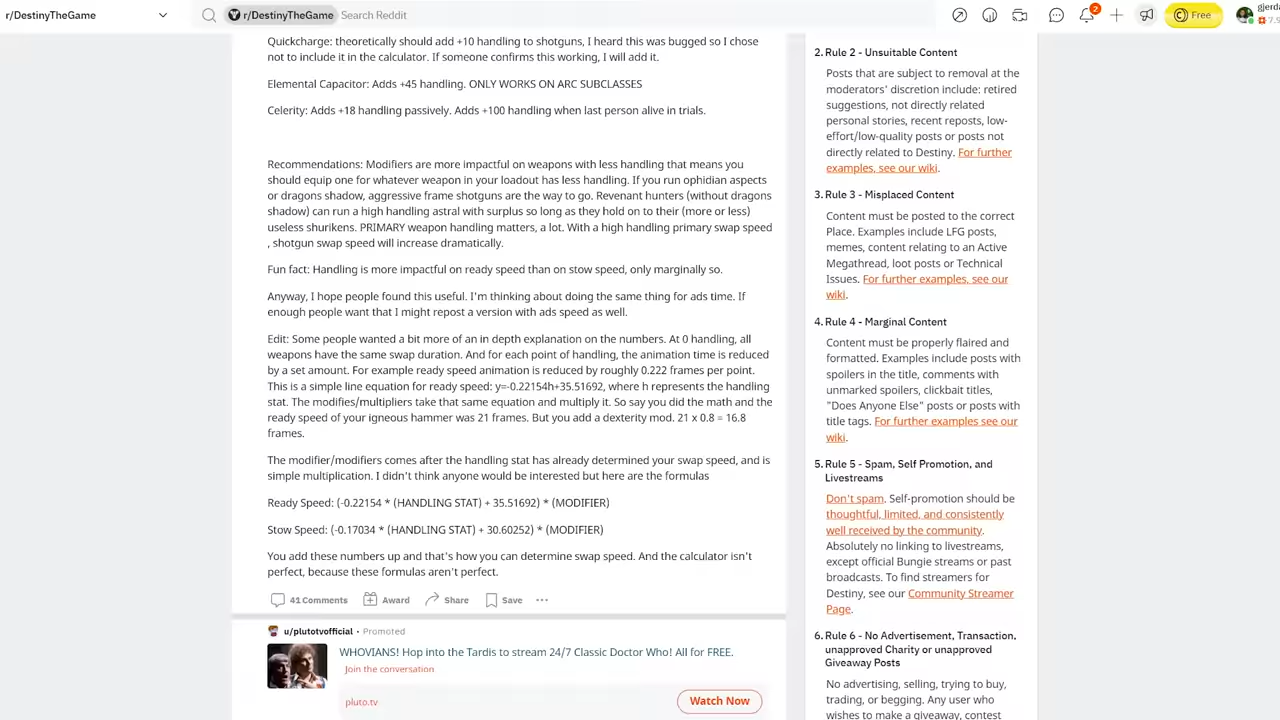 r/DestinyTheGame
r/DestinyTheGame
Search Reddit
2
Free
gjerda
7.5
Quickcharge: theoretically should add +10 handling to shotguns, I heard this was bugged so I chose
not to include it in the calculator. If someone confirms this working, I will add it.
Elemental Capacitor: Adds +45 handling. ONLY WORKS ON ARC SUBCLASSES
Celerity: Adds +18 handling passively. Adds +100 handling when last person alive in trials.
Recommendations: Modifiers are more impactful on weapons with less handling that means you
should equip one for whatever weapon in your loadout has less handling. If you run ophidian aspects
or dragons shadow, aggressive frame shotguns are the way to go. Revenant hunters (without dragons
shadow) can run a high handling astral with surplus so long as they hold on to their (more or less)
useless shurikens. PRIMARY weapon handling matters, a lot. With a high handling primary swap speed
, shotgun swap speed will increase dramatically.
Fun fact: Handling is more impactful on ready speed than on stow speed, only marginally so.
Anyway, I hope people found this useful. I'm thinking about doing the same thing for ads time. If
enough people want that I might repost a version with ads speed as well.
Edit: Some people wanted a bit more of an in depth explanation on the numbers. At 0 handling, all
weapons have the same swap duration. And for each point of handling, the animation time is reduced
by a set amount. For example ready speed animation is reduced by roughly 0.222 frames per point.
This is a simple line equation for ready speed: y=-0.22154h+35.51692, where h represents the handling
stat. The modifies/multipliers take that same equation and multiply it. So say you did the math and the
ready speed of your igneous hammer was 21 frames. But you add a dexterity mod. 21 x 0.8 = 16.8
frames.
The modifier/modifiers comes after the handling stat has already determined your swap speed, and is
simple multiplication. I didn't think anyone would be interested but here are the formulas
Ready Speed: (-0.22154 * (HANDLING STAT) + 35.51692) * (MODIFIER)
Stow Speed: (-0.17034 * (HANDLING STAT) + 30.60252) * (MODIFIER)
You add these numbers up and that's how you can determine swap speed. And the calculator isn't
perfect, because these formulas aren't perfect.
41 Comments
Award
Share
Save
u/plutotvofficial • Promoted
WHOVIANS! Hop into the Tardis to stream 24/7 Classic Doctor Who! All for FREE.
Join the conversation
pluto.tv
Watch Now
2. Rule 2 - Unsuitable Content
Posts that are subject to removal at the
moderators' discretion include: retired
suggestions, not directly related
personal stories, recent reposts, low-
effort/low-quality posts or posts not
directly related to Destiny. For further
examples, see our wiki.
3. Rule 3 - Misplaced Content
Content must be posted to the correct
Place. Examples include LFG posts,
memes, content relating to an Active
Megathread, loot posts or Technical
Issues. For further examples, see our
wiki.
4. Rule 4 - Marginal Content
Content must be properly flaired and
formatted. Examples include posts with
spoilers in the title, comments with
unmarked spoilers, clickbait titles,
"Does Anyone Else" posts or posts with
title tags. For further examples see our
wiki.
5. Rule 5 - Spam, Self Promotion, and
Livestreams
Don't spam. Self-promotion should be
thoughtful, limited, and consistently
well received by the community.
Absolutely no linking to livestreams,
except official Bungie streams or past
broadcasts. To find streamers for
Destiny, see our Community Streamer
Page.
6. Rule 6 - No Advertisement, Transaction,
unapproved Charity or unapproved
Giveaway Posts
No advertising, selling, trying to buy,
trading, or begging. Any user who
wishes to make a giveaway, contest